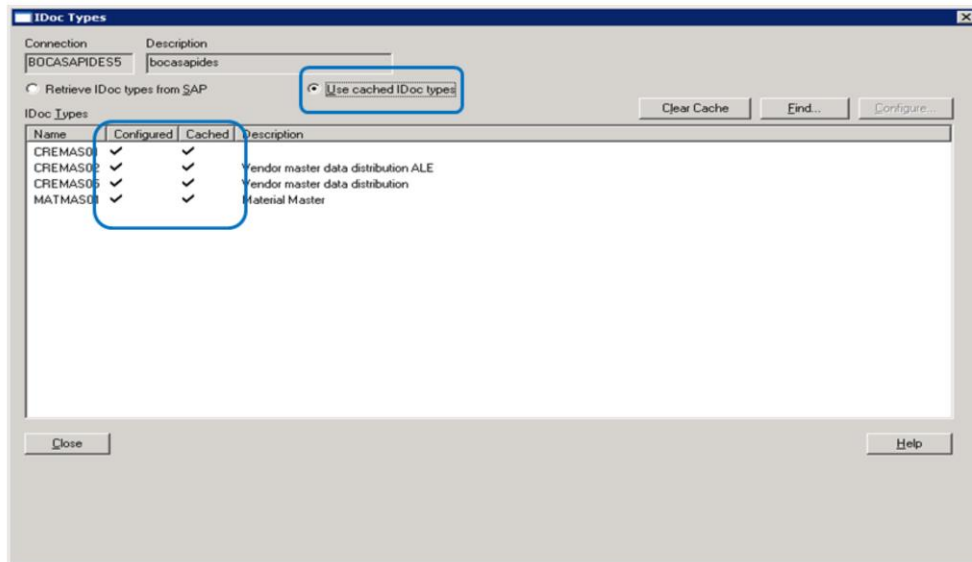 IDoc Types
Connection Description
BOCASAPIDES5 bocasapides
Retrieve IDoc types from SAP Use cached IDoc types
Clear Cache Find... Configure...
IDoc Types
Name Configured Cached Description
CREMAS01 ✓ ✓
CREMAS02 ✓ ✓ Vendor master data distribution ALE
CREMAS05 ✓ ✓ Vendor master data distribution
MATMAS01 ✓ ✓ Material Master
Close Help